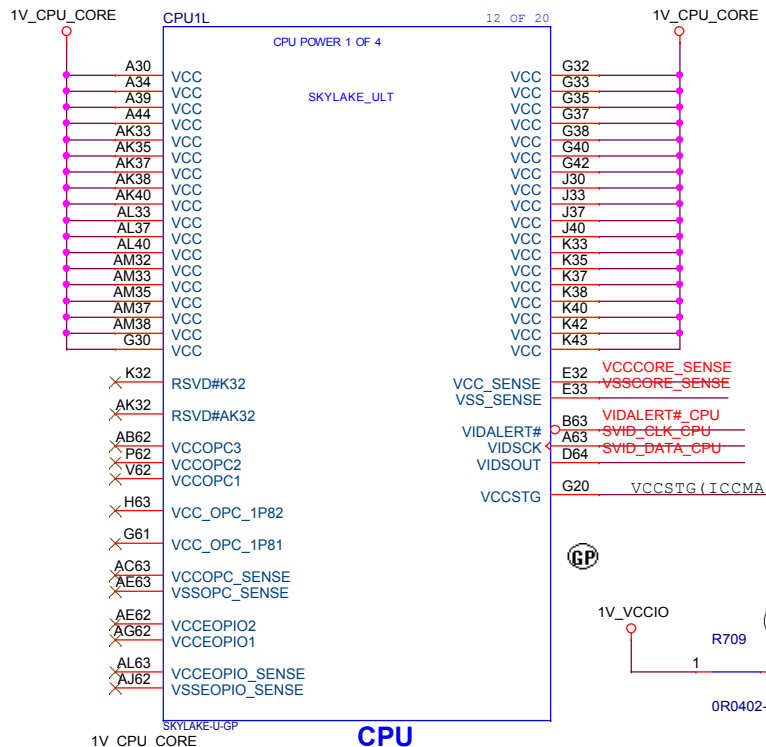 1V_CPU_CORE CPU1L 12 OF 20 1V_CPU_CORE
CPU POWER 1 OF 4
SKYLAKE_ULT
A30 VCC VCC G32
A34 VCC VCC G33
A39 VCC VCC G35
A44 VCC VCC G37
AK33 VCC VCC G38
AK35 VCC VCC G40
AK37 VCC VCC G42
AK38 VCC VCC J30
AK40 VCC VCC J33
AL33 VCC VCC J37
AL37 VCC VCC J40
AL40 VCC VCC K33
AM32 VCC VCC K35
AM33 VCC VCC K37
AM35 VCC VCC K38
AM37 VCC VCC K40
AM38 VCC VCC K42
G30 VCC VCC K43
K32 RSVD#K32 VCC_SENSE E32 VCCCORE_SENSE
VSS_SENSE E33 VSSCORE_SENSE
AK32 RSVD#AK32 VIDALERT# B63 VIDALERT#_CPU
AB62 VCCOPC3 VIDSCK A63 SVID_CLK_CPU
P62 VCCOPC2 VIDSOUT D64 SVID_DATA_CPU
V62 VCCOPC1
VCCSTG G20 VCCSTG(ICCMA
H63 VCC_OPC_1P82
G61 VCC_OPC_1P81
GP
AC63 VCCOPC_SENSE
AE63 VSSOPC_SENSE
AE62 VCCEOPIO2
AG62 VCCEOPIO1
1V_VCCIO
R709
1
AL63 VCCEOPIO_SENSE
AJ62 VSSEOPIO_SENSE
0R0402-
SKYLAKE-U-GP
1V_CPU_CORE CPU